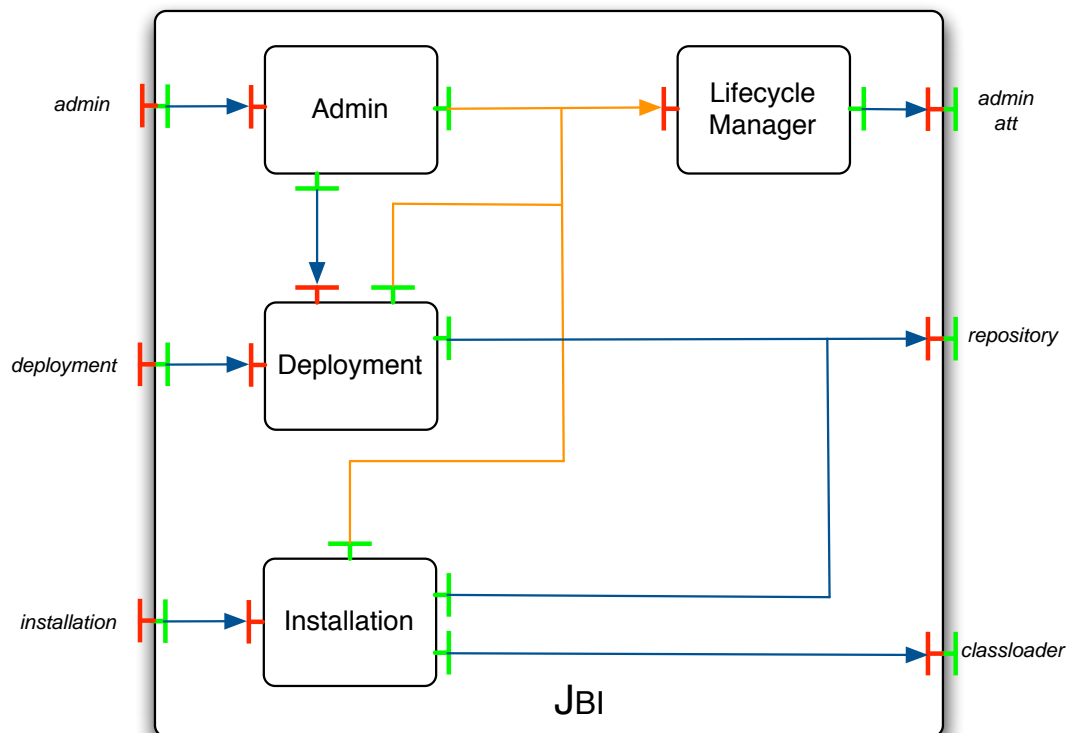 admin
Admin
Lifecycle
Manager
admin
att
deployment
Deployment
repository
installation
Installation
classloader
JBI